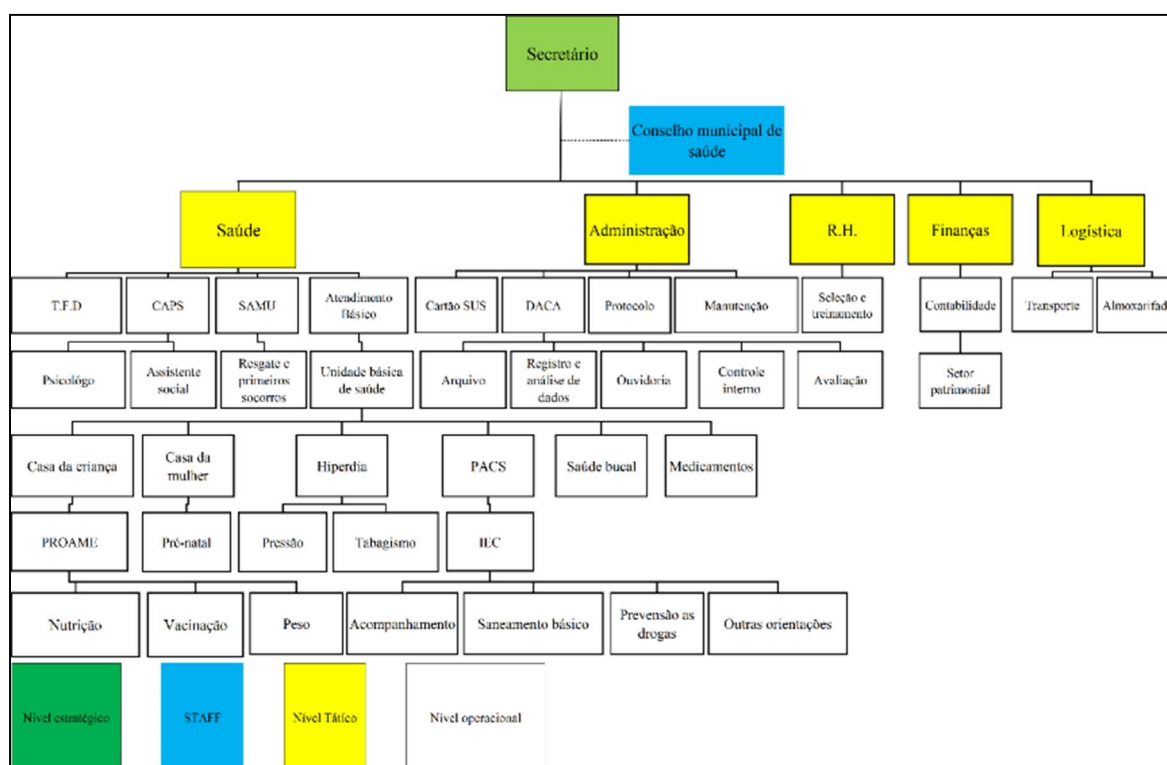 Secretário
Conselho municipal de
saúde
Saúde
Administração
R.H.
Finanças
Logística
T.F.D
CAPS
SAMU
Atendimento
Básico
Cartão SUS
DACA
Protocolo
Manutenção
Seleção e
treinamento
Contabilidade
Transporte
Almoxarifad
Psicológo
Assistente
social
Resgate e
primeiros
socorros
Unidade básica
de saúde
Arquivo
Registro e
análise de
dados
Ouvidoria
Controle
interno
Avaliação
Setor
patrimonial
Casa da criança
Casa da
mulher
Hiperdia
PACS
Saúde bucal
Medicamentos
PROAME
Pré-natal
Pressão
Tabagismo
IEC
Nutrição
Vacinação
Peso
Acompanhamento
Saneamento básico
Prevensão as
drogas
Outras orientações
Nível estratégico
STAFF
Nível Tático
Nível operacional